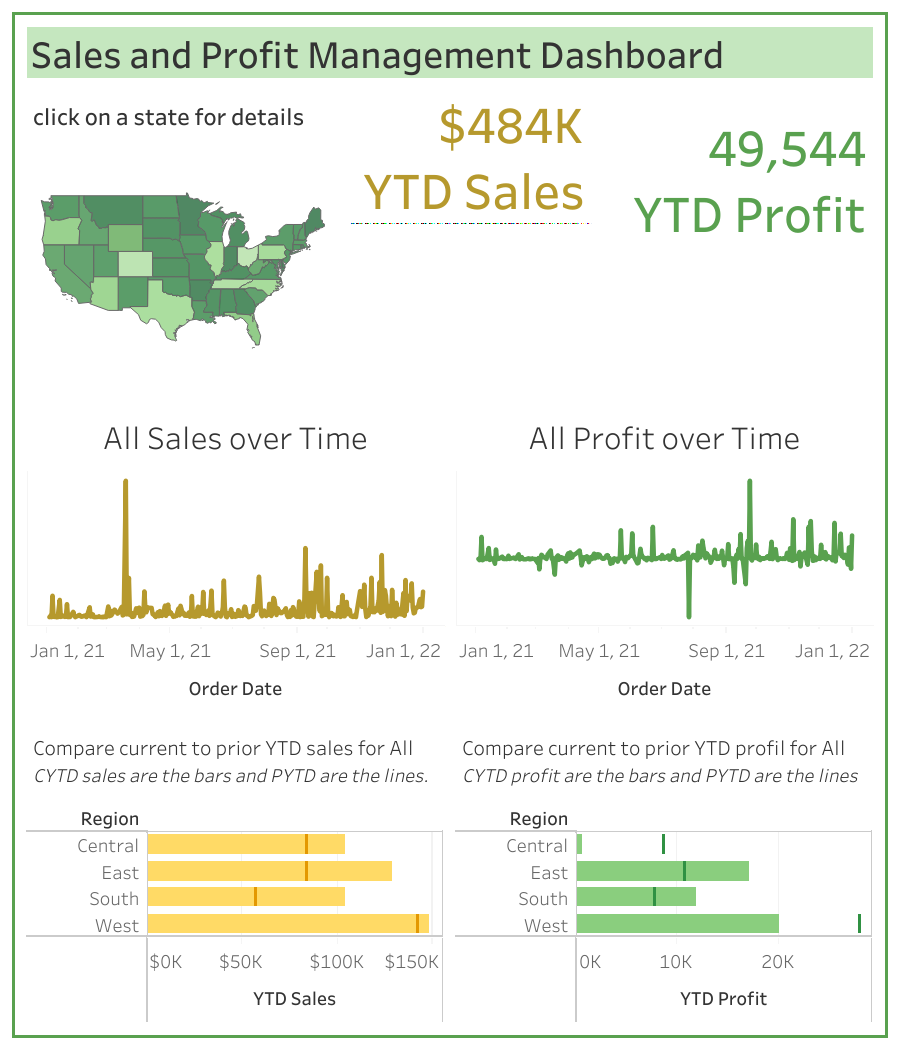 Sales and Profit Management Dashboard
click on a state for details
$484K
YTD Sales
49,544
YTD Profit
All Sales over Time
Jan 1, 21 May 1, 21 Sep 1, 21 Jan 1, 22
Order Date
All Profit over Time
Jan 1, 21 May 1, 21 Sep 1, 21 Jan 1, 22
Order Date
Compare current to prior YTD sales for All
CYTD sales are the bars and PYTD are the lines.
Region
Central
East
South
West
$0K $50K $100K $150K
YTD Sales
Compare current to prior YTD profil for All
CYTD profit are the bars and PYTD are the lines
Region
Central
East
South
West
0K 10K 20K
YTD Profit